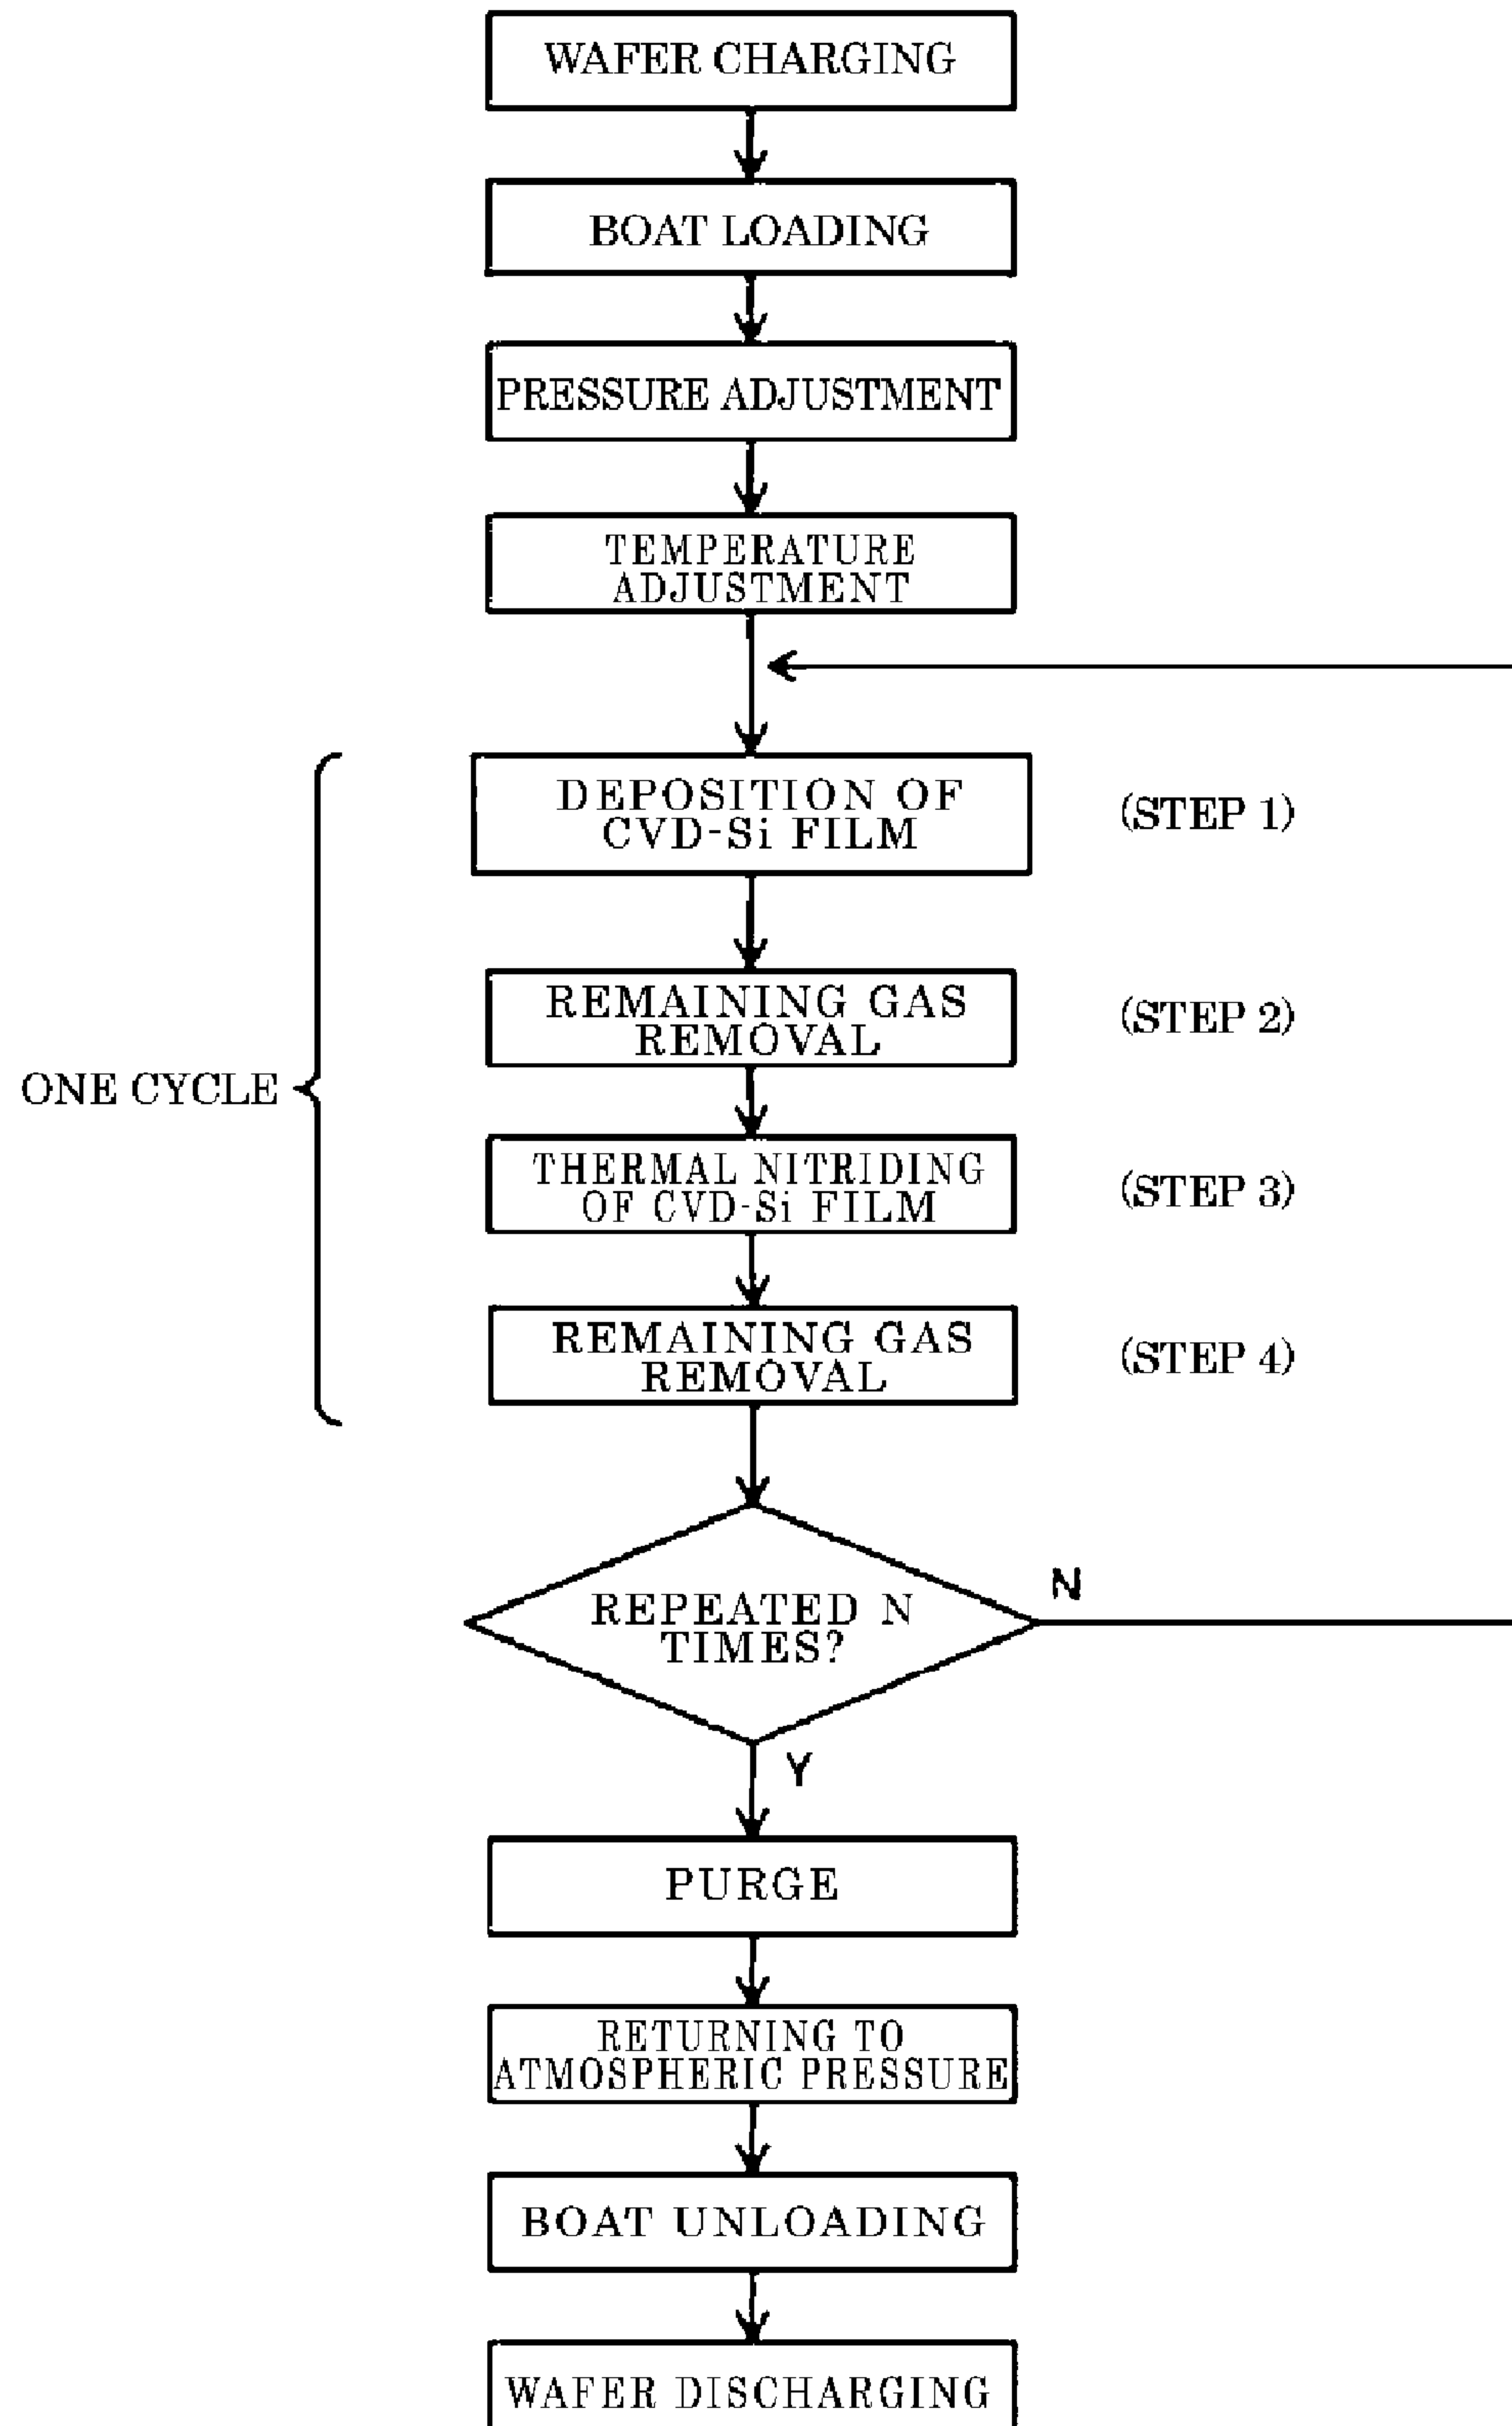 WAFER CHARGING
BOAT LOADING
PRESSURE ADJUSTMENT
TEMPERATURE
ADJUSTMENT
DEPOSITION OF
CVD-Si FILM
(STEP 1)
REMAINING GAS
REMOVAL
(STEP 2)
ONE CYCLE
THERMAL NITRIDING
OF CVD-Si FILM
(STEP 3)
REMAINING GAS
REMOVAL
(STEP 4)
REPEATED N
TIMES?
N
Y
PURGE
RETURNING TO
ATMOSPHERIC PRESSURE
BOAT UNLOADING
WAFER DISCHARGING